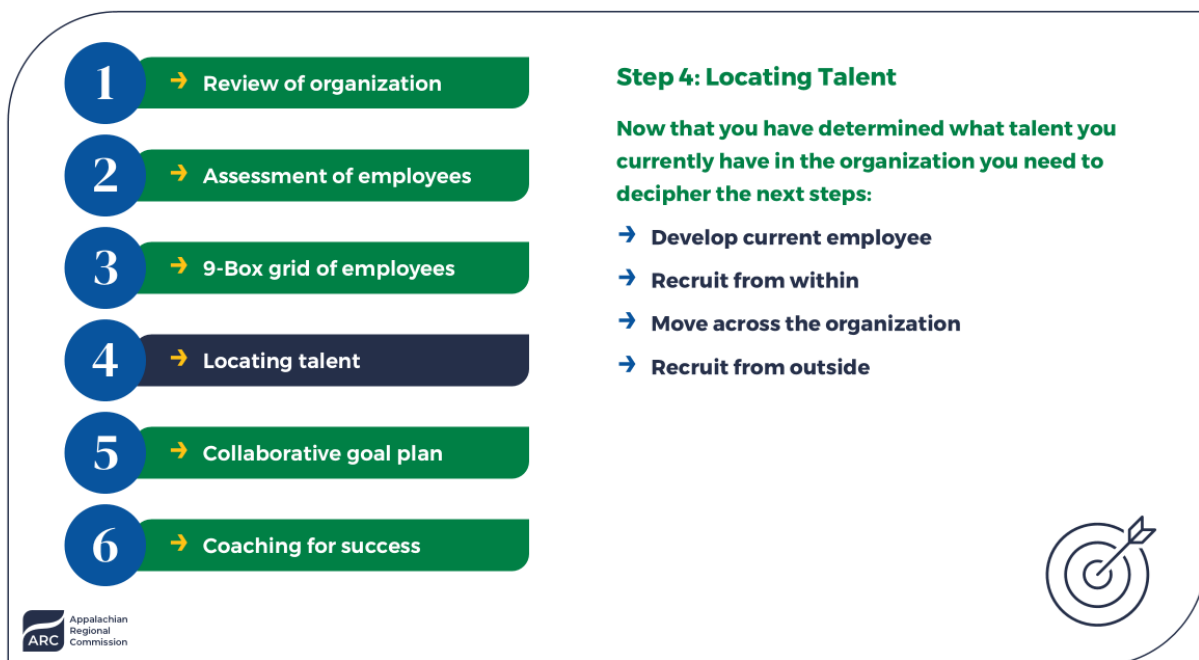 1
→ Review of organization
2
→ Assessment of employees
3
→ 9-Box grid of employees
4
→ Locating talent
5
→ Collaborative goal plan
6
→ Coaching for success
Step 4: Locating Talent
Now that you have determined what talent you
currently have in the organization you need to
decipher the next steps:
→ Develop current employee
→ Recruit from within
→ Move across the organization
→ Recruit from outside
ARC
Appalachian
Regional
Commission